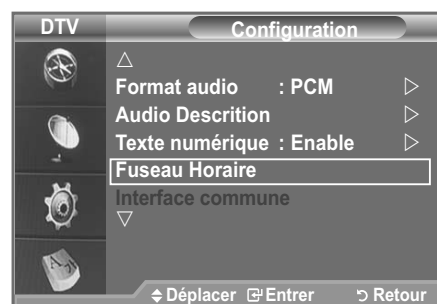 DTV
Configuration
△
Format audio : PCM ▷
Audio Descrition ▷
Texte numérique : Enable ▷
Fuseau Horaire
Interface commune
▽
Déplacer Entrer Retour